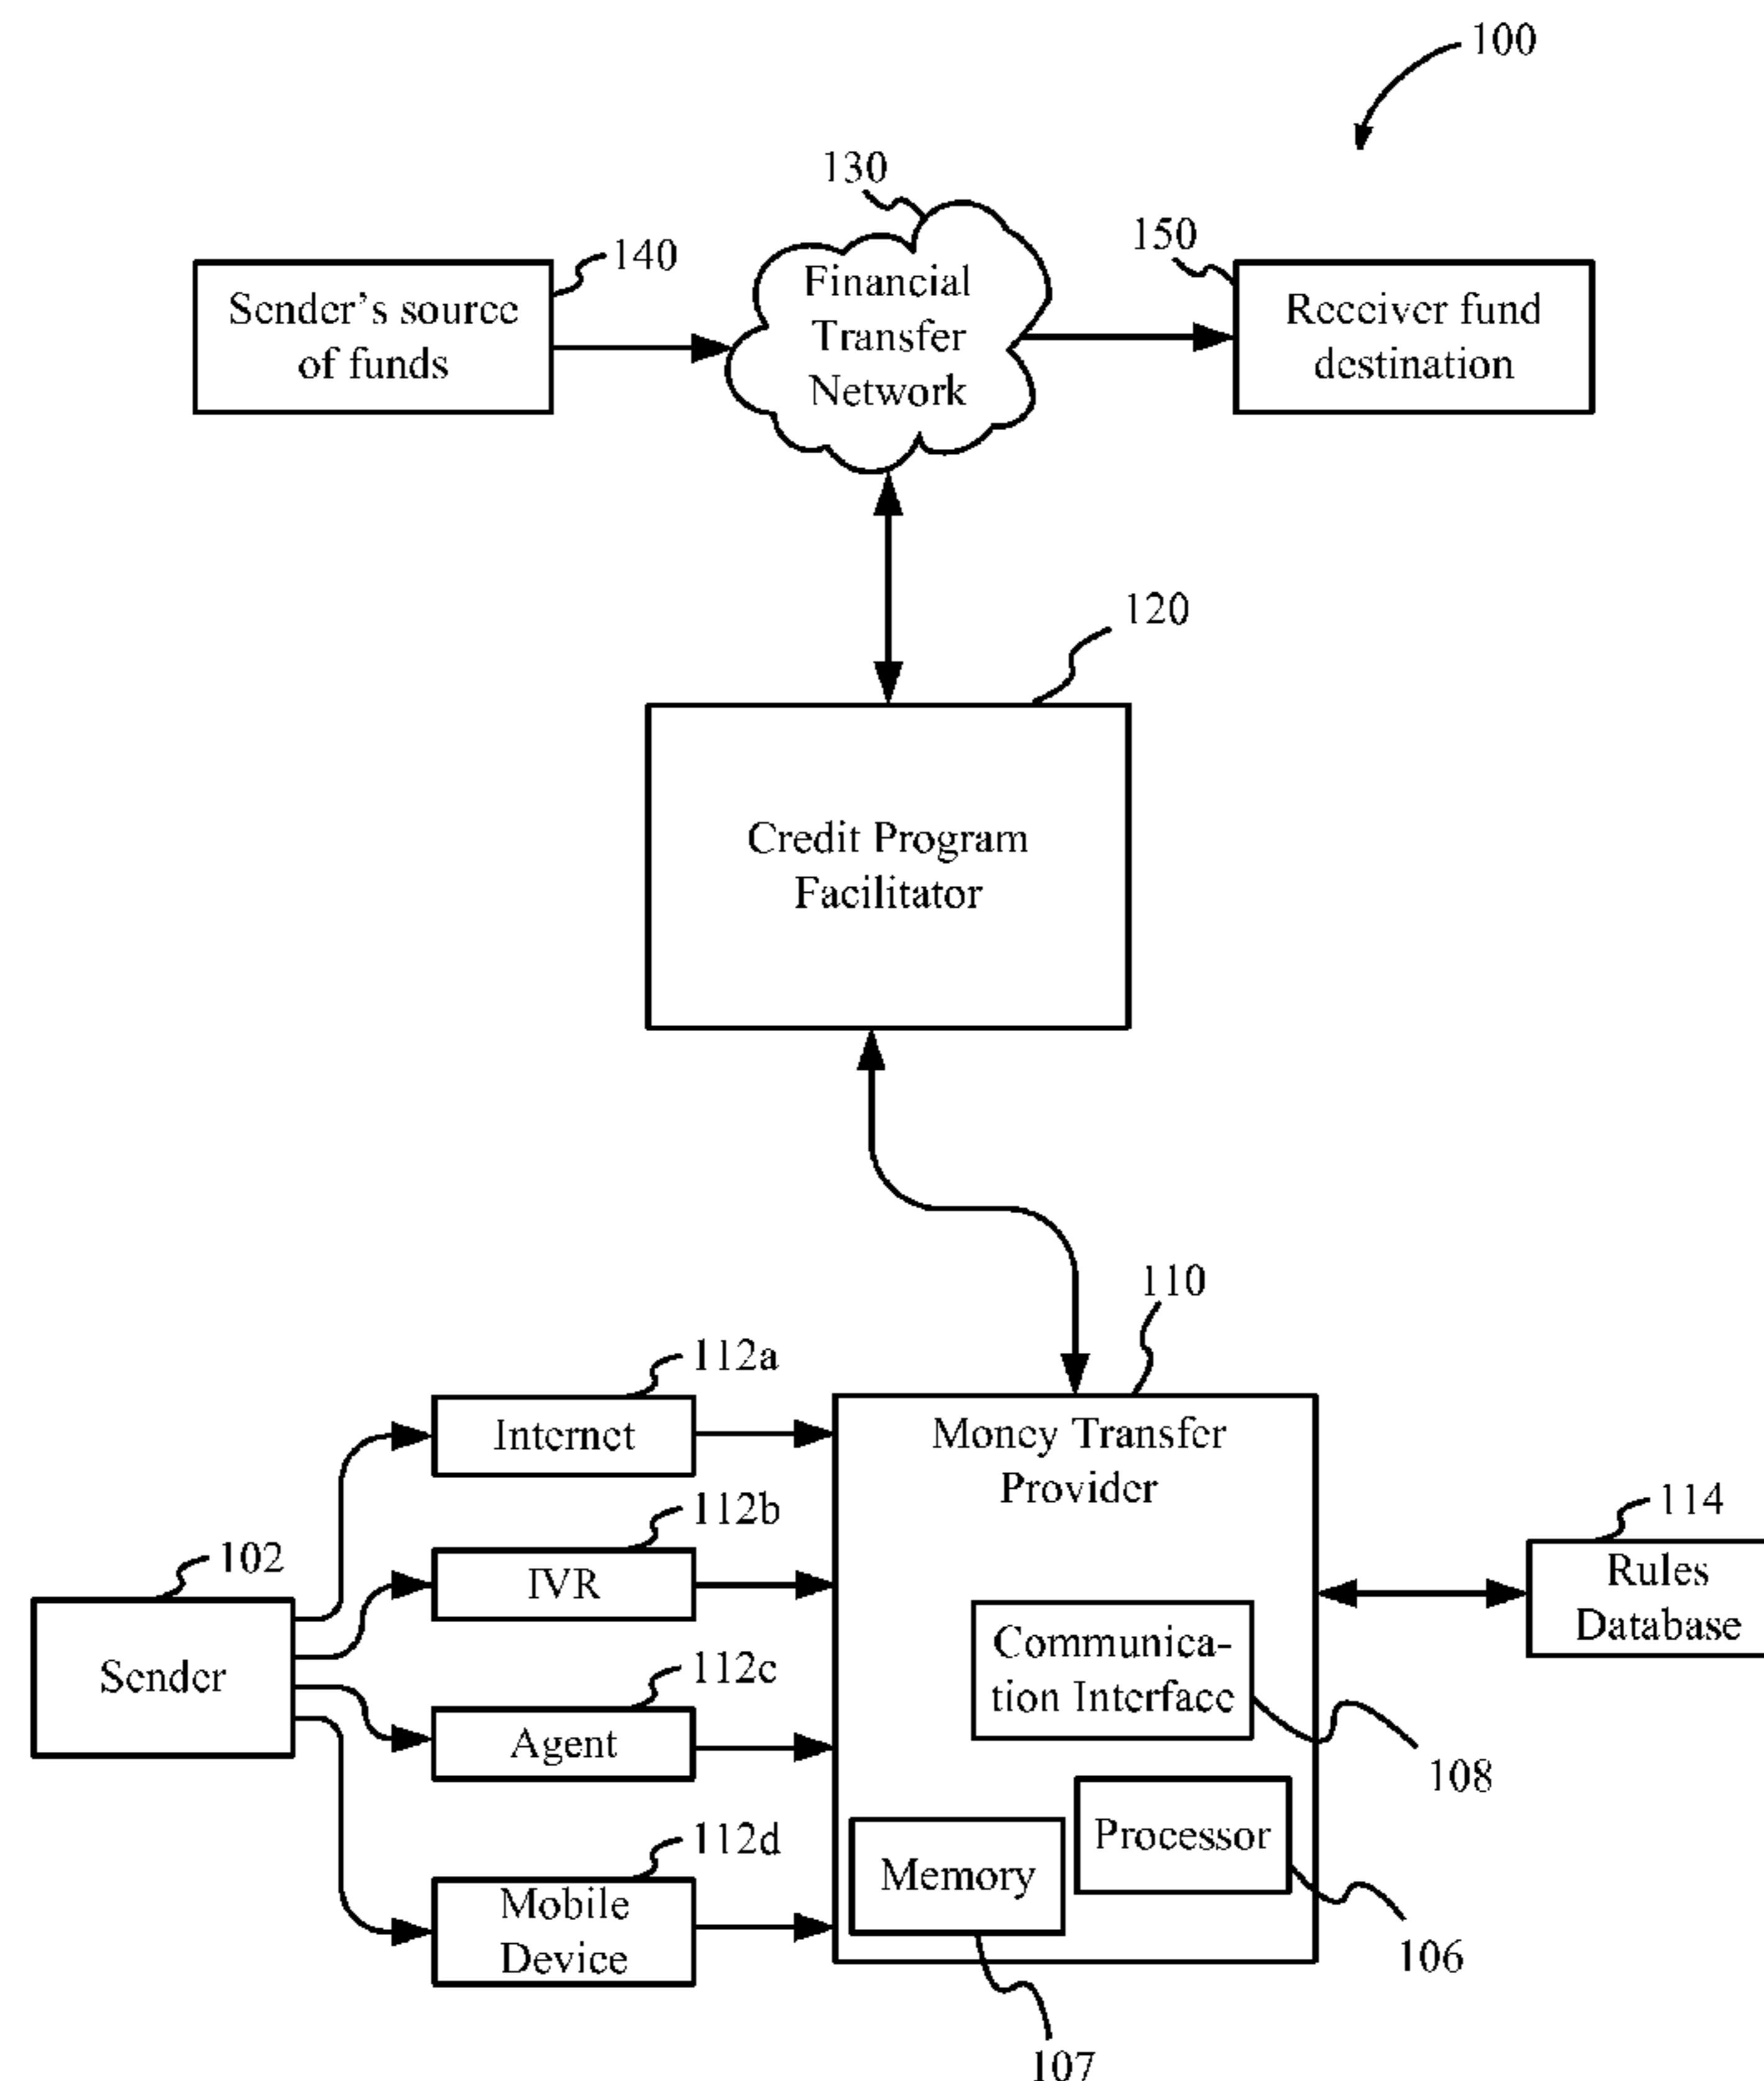 100
130
140
150
Sender's source
of funds
Financial
Transfer
Network
Receiver fund
destination
120
Credit Program
Facilitator
110
112a
Internet
Money Transfer
Provider
112b
IVR
114
Rules
Database
102
Sender
Communica-
tion Interface
108
112c
Agent
Processor
106
112d
Mobile
Device
Memory
107